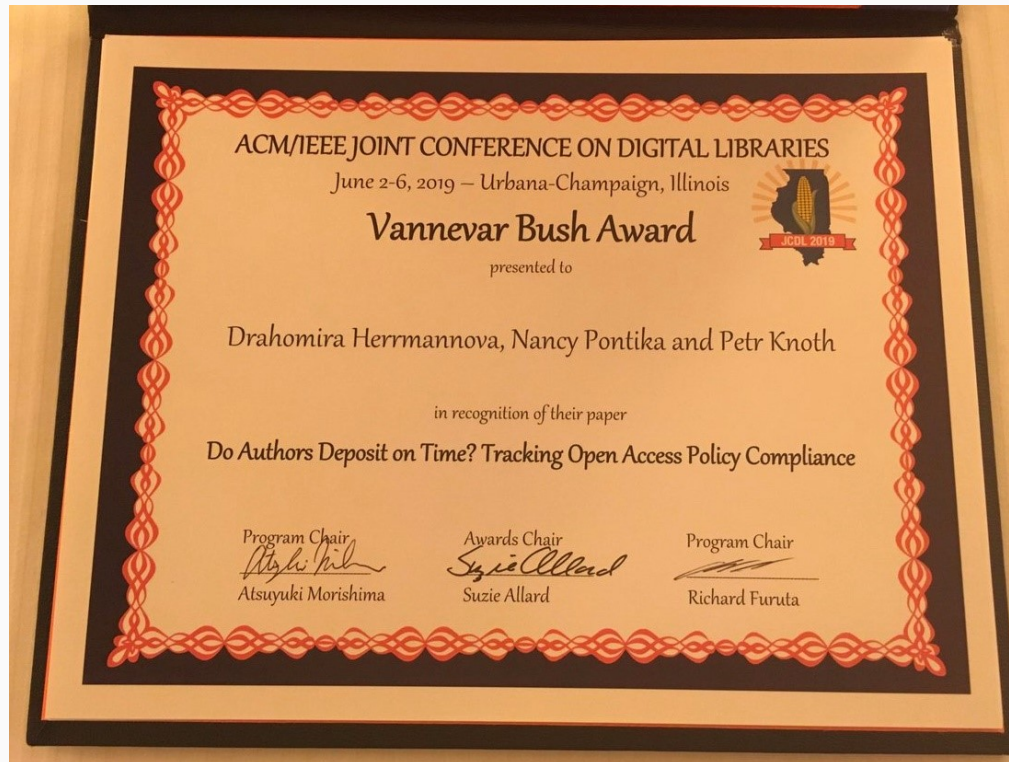 ACM/IEEE JOINT CONFERENCE ON DIGITAL LIBRARIES
June 2-6, 2019 – Urbana-Champaign, Illinois
Vannevar Bush Award
JCDL 2019
presented to
Drahomira Herrmannova, Nancy Pontika and Petr Knoth
in recognition of their paper
Do Authors Deposit on Time? Tracking Open Access Policy Compliance
Program Chair
Atsuyuki Morishima
Awards Chair
Suzie Allard
Suzie Allard
Program Chair
Richard Furuta